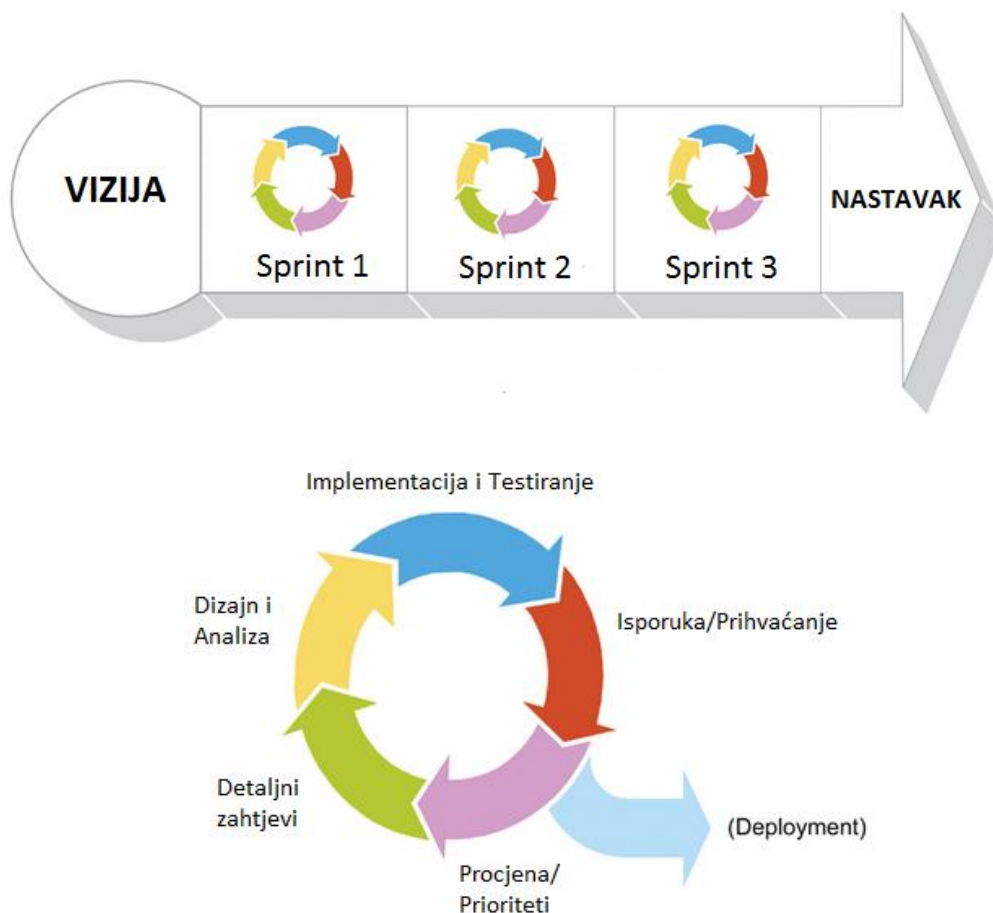 VIZIJA
Sprint 1
Sprint 2
Sprint 3
NASTAVAK
Implementacija i Testiranje
Dizajn i
Analiza
Isporuka/Prihvaćanje
Detaljni
zahtjevi
(Deployment)
Procjena/
Prioriteti